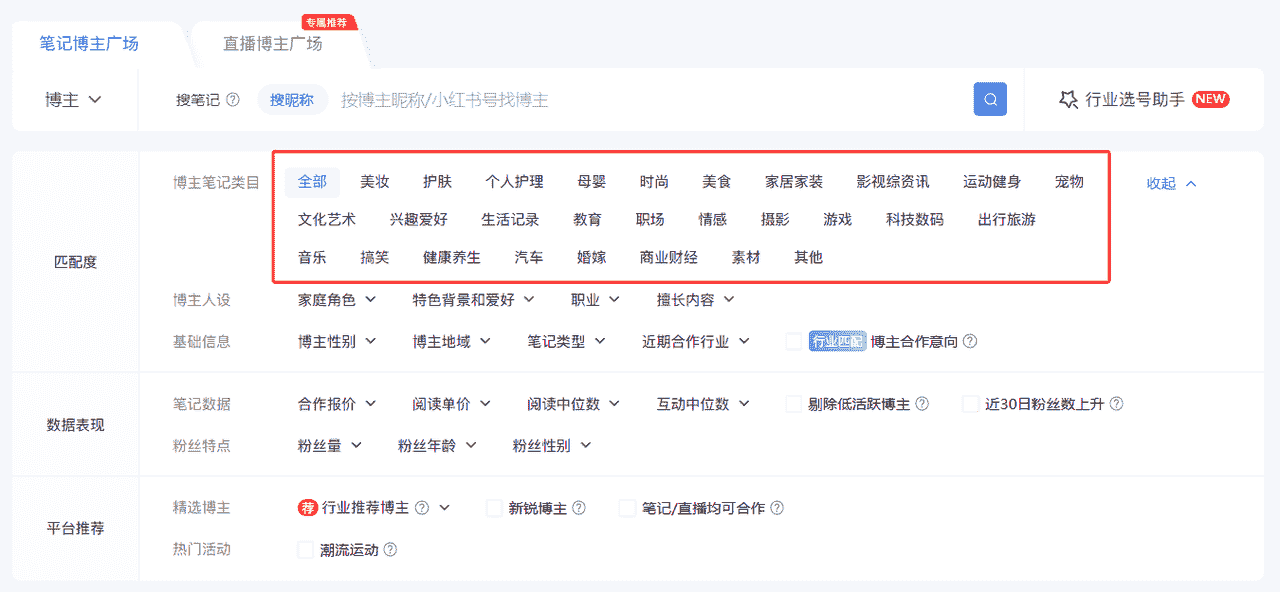 专属推荐
笔记博主广场 直播博主广场
博主 搜笔记 搜昵称 按博主昵称/小红书号找博主 行业选号助手 NEW
博主笔记类目 全部 美妆 护肤 个人护理 母婴 时尚 美食 家居家装 影视综资讯 运动健身 宠物 收起
文化艺术 兴趣爱好 生活记录 教育 职场 情感 摄影 游戏 科技数码 出行旅游
音乐 搞笑 健康养生 汽车 婚嫁 商业财经 素材 其他
匹配度
博主人设 家庭角色 特色背景和爱好 职业 擅长内容
基础信息 博主性别 博主地域 笔记类型 近期合作行业 行业匹配 博主合作意向
笔记数据 合作报价 阅读单价 阅读中位数 互动中位数 剔除低活跃博主 近30日粉丝数上升
数据表现
粉丝特点 粉丝量 粉丝年龄 粉丝性别
精选博主 荐 行业推荐博主 新锐博主 笔记/直播均可合作
平台推荐
热门活动 潮流运动